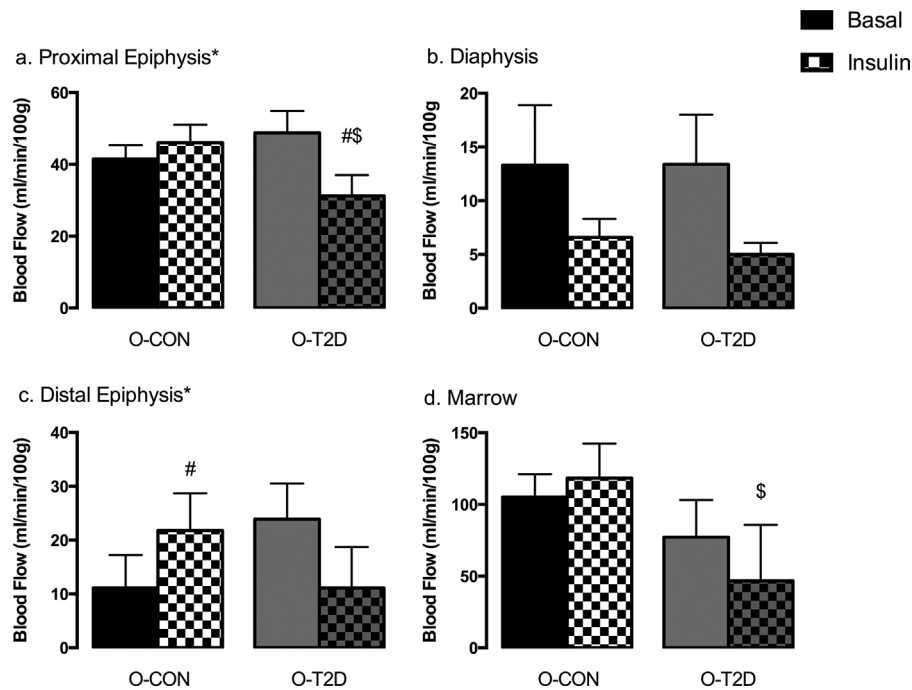 Basal
Insulin
a. Proximal Epiphysis*
Blood Flow (ml/min/100g)
60
40
20
0
#$
O-CON
O-T2D
b. Diaphysis
Blood Flow (ml/min/100g)
20
15
10
5
0
O-CON
O-T2D
c. Distal Epiphysis*
Blood Flow (ml/min/100g)
40
30
20
10
0
#
O-CON
O-T2D
d. Marrow
Blood Flow (ml/min/100g)
150
100
50
0
$
O-CON
O-T2D